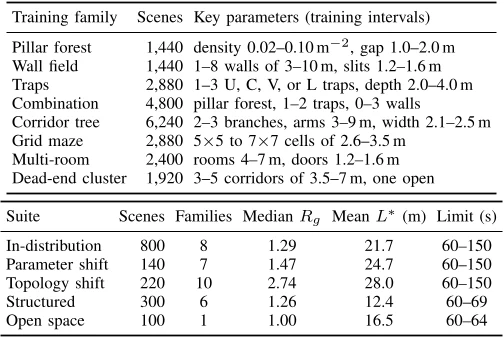 Training family Scenes Key parameters (training intervals)
Pillar forest 1,440 density 0.02–0.10 m⁻², gap 1.0–2.0 m
Wall field 1,440 1–8 walls of 3–10 m, slits 1.2–1.6 m
Traps 2,880 1–3 U, C, V, or L traps, depth 2.0–4.0 m
Combination 4,800 pillar forest, 1–2 traps, 0–3 walls
Corridor tree 6,240 2–3 branches, arms 3–9 m, width 2.1–2.5 m
Grid maze 2,880 5×5 to 7×7 cells of 2.6–3.5 m
Multi-room 2,400 rooms 4–7 m, doors 1.2–1.6 m
Dead-end cluster 1,920 3–5 corridors of 3.5–7 m, one open
Suite Scenes Families Median R_g Mean L* (m) Limit (s)
In-distribution 800 8 1.29 21.7 60–150
Parameter shift 140 7 1.47 24.7 60–150
Topology shift 220 10 2.74 28.0 60–150
Structured 300 6 1.26 12.4 60–69
Open space 100 1 1.00 16.5 60–64